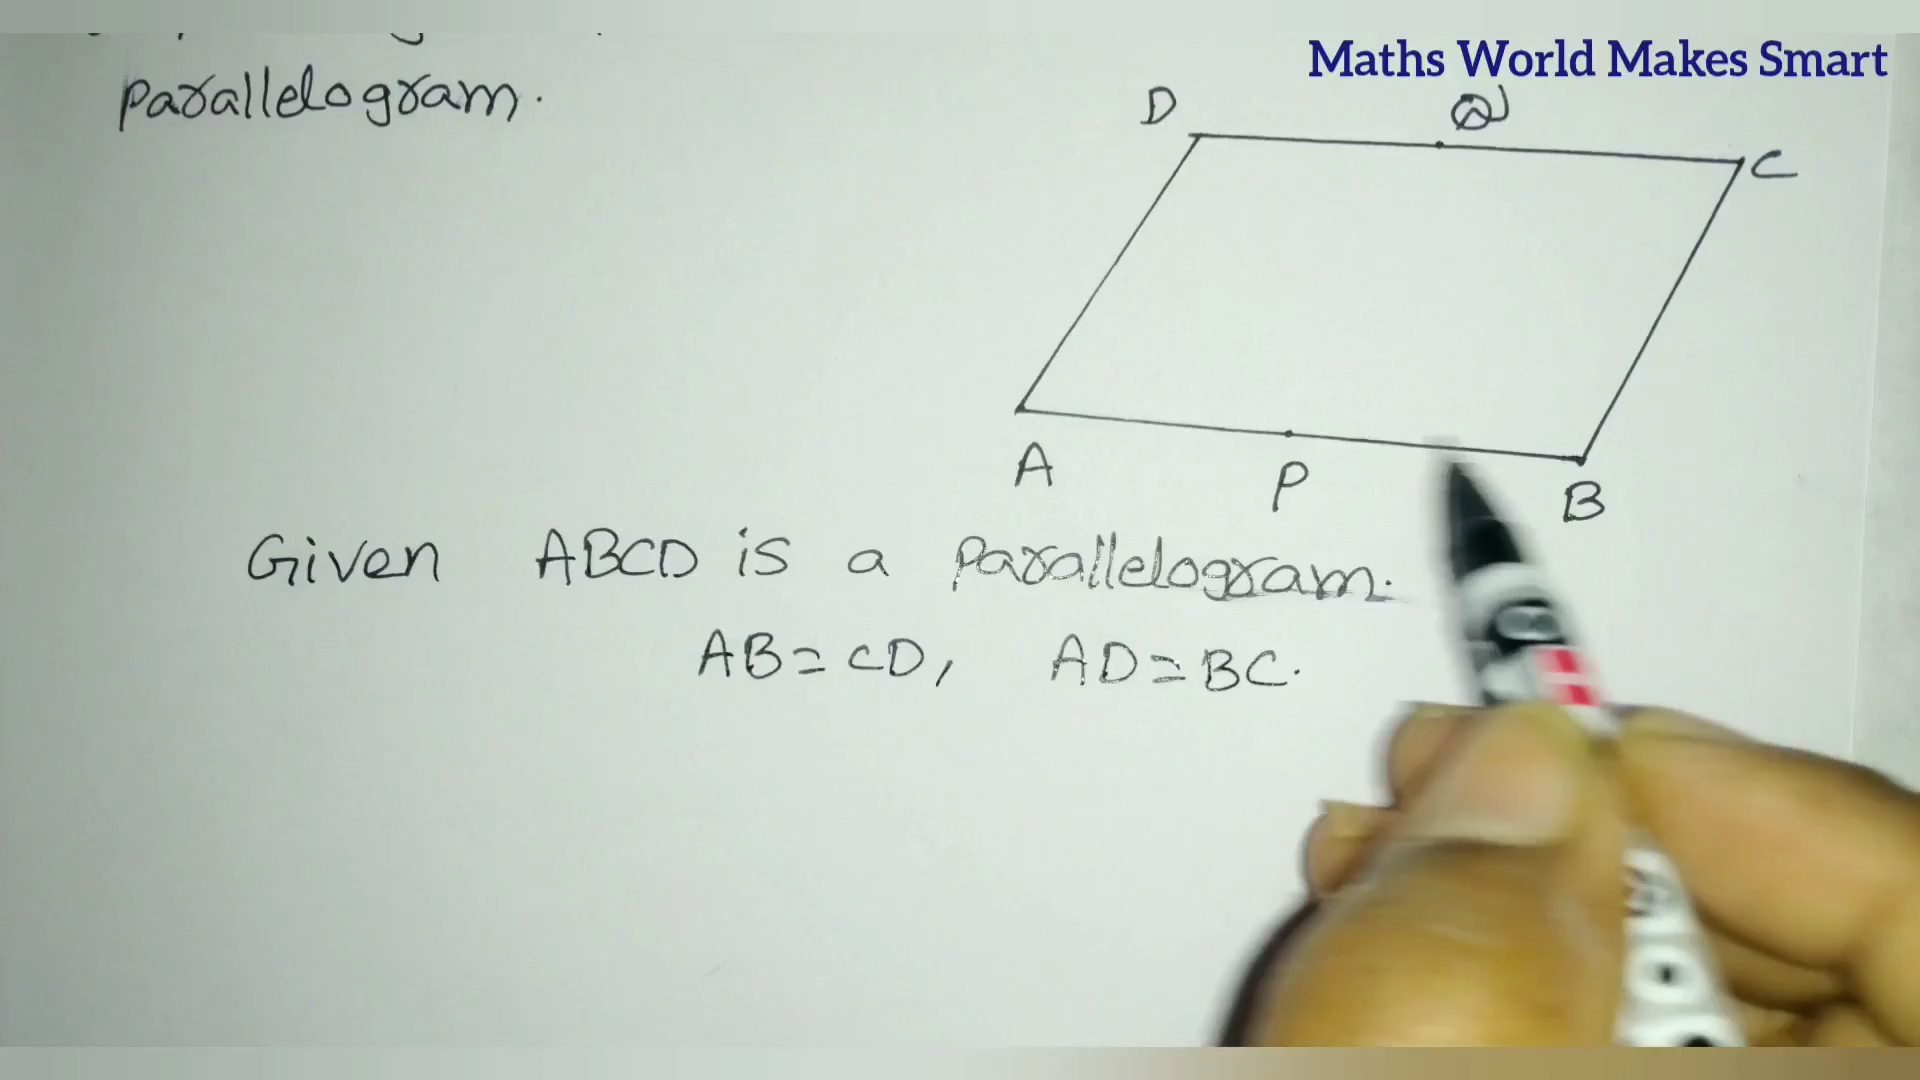 Maths World Makes Smart
parallelogram.
D
Q
C
A
P
B
Given ABCD is a parallelogram.
AB = CD, AD = BC.